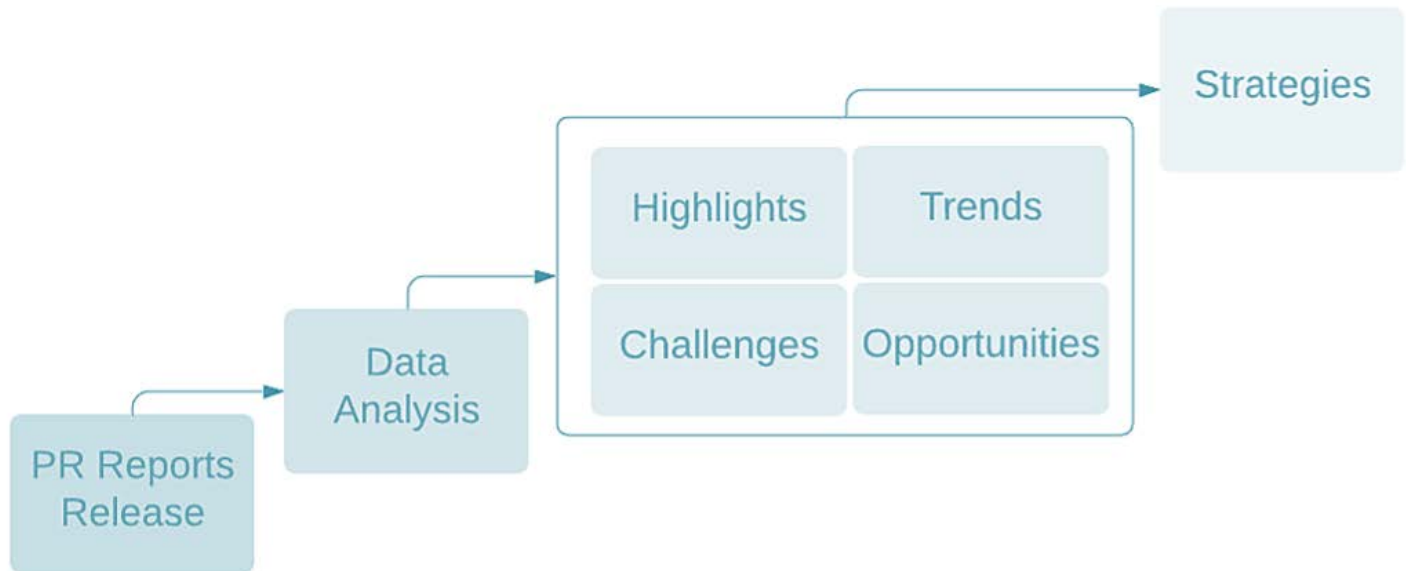 Strategies
Highlights
Trends
Challenges
Opportunities
Data
Analysis
PR Reports
Release